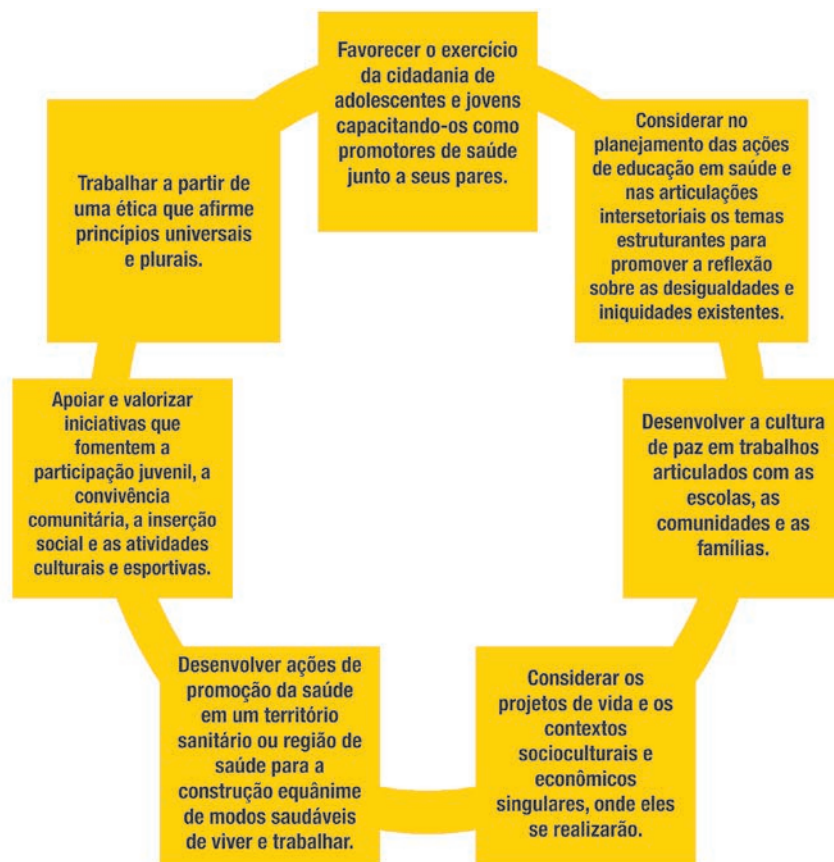 Favorecer o exercício
da cidadania de
adolescentes e jovens
capacitando-os como
promotores de saúde
junto a seus pares.
Considerar no
planejamento das ações
de educação em saúde e
nas articulações
intersetoriais os temas
estruturantes para
promover a reflexão
sobre as desigualdades e
iniquidades existentes.
Desenvolver a cultura
de paz em trabalhos
articulados com as
escolas, as
comunidades e as
famílias.
Considerar os
projetos de vida e os
contextos
socioculturais e
econômicos
singulares, onde eles
se realizarão.
Desenvolver ações de
promoção da saúde
em um território
sanitário ou região de
saúde para a
construção equânime
de modos saudáveis
de viver e trabalhar.
Apoiar e valorizar
iniciativas que
fomentem a
participação juvenil, a
convivência
comunitária, a inserção
social e as atividades
culturais e esportivas.
Trabalhar a partir de
uma ética que afirme
princípios universais
e plurais.